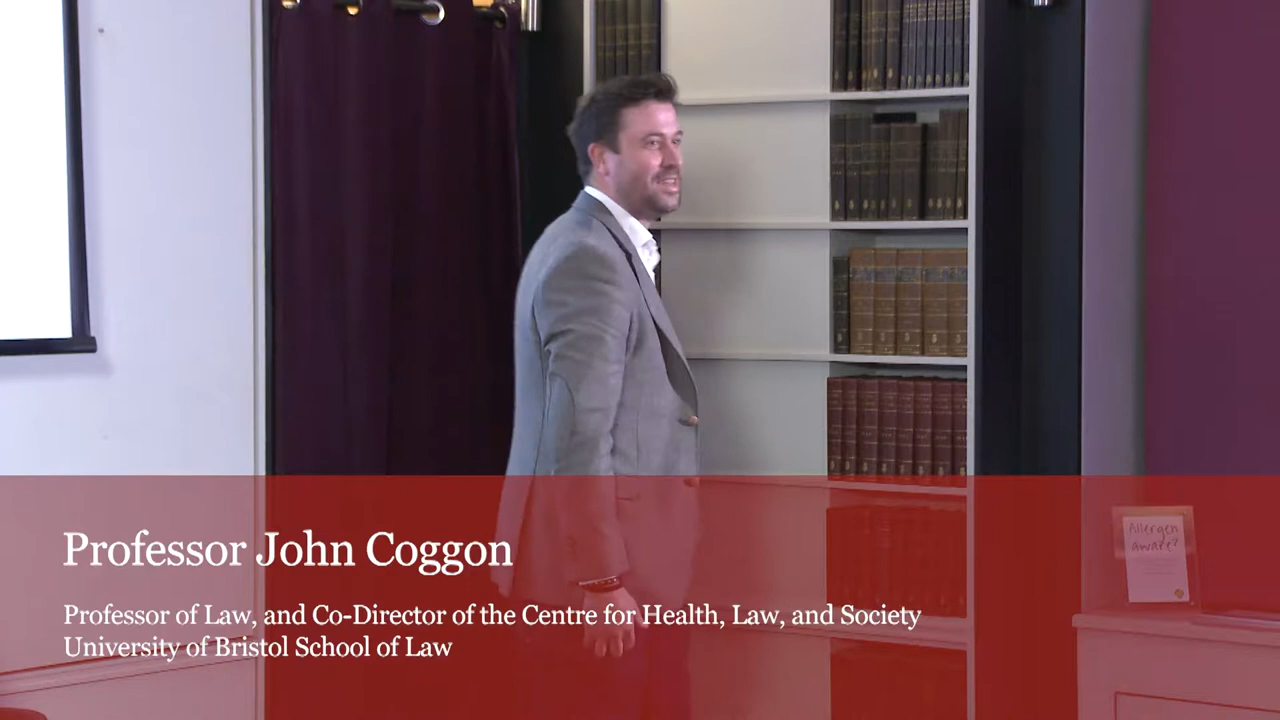 Professor John Coggon
Professor of Law, and Co-Director of the Centre for Health, Law, and Society
University of Bristol School of Law
Allergen
aware?